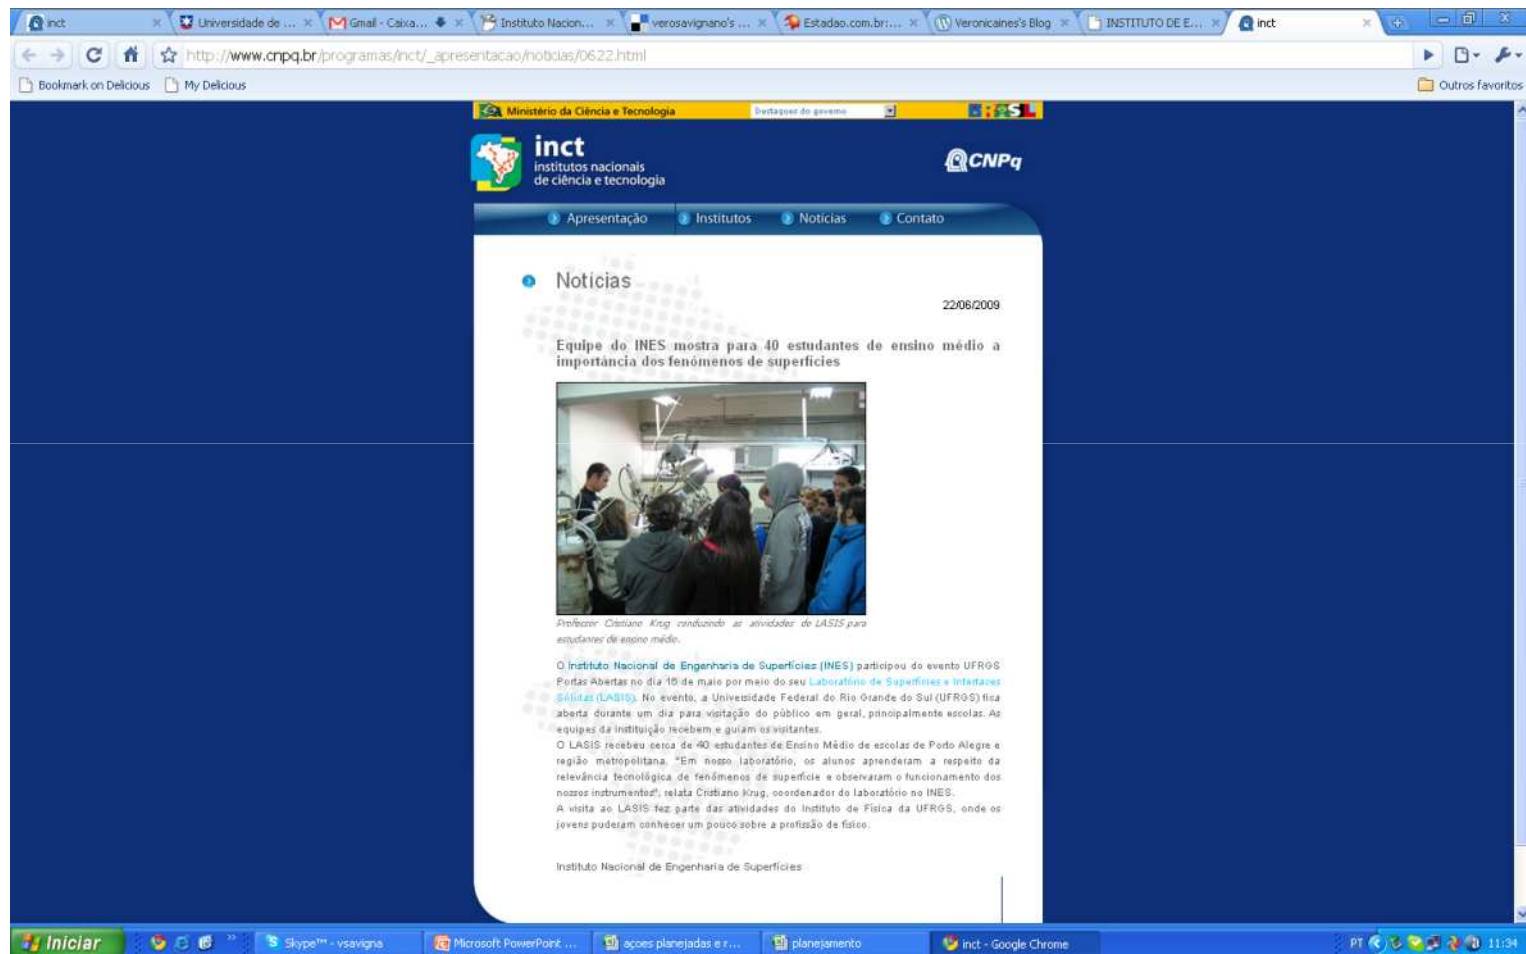 inct
Universidade de ...
Gmail - Caixa...
Instituto Nacion...
verosavignano's ...
Estadao.com.br:...
Veronicaines's Blog
INSTITUTO DE E...
inct
http://www.cnpq.br/programas/inct/_apresentacao/noticias/0622.html
Bookmark on Delicious
My Delicious
Outros favoritos
Ministério da Ciência e Tecnologia
Destaques do governo
BRASIL
inct
institutos nacionais
de ciência e tecnologia
CNPq
Apresentação
Institutos
Notícias
Contato
Notícias
22/06/2009
Equipe do INES mostra para 40 estudantes de ensino médio a
importância dos fenômenos de superfícies
Professor Cristiano Krug conduzindo as atividades do LASIS para
estudantes de ensino médio.
O Instituto Nacional de Engenharia de Superfícies (INES) participou do evento UFRGS
Portas Abertas no dia 16 de maio por meio do seu Laboratório de Superfícies e Interfaces
Sólidas (LASIS). No evento, a Universidade Federal do Rio Grande do Sul (UFRGS) fica
aberta durante um dia para visitação do público em geral, principalmente escolas. As
equipes da instituição recebem e guiam os visitantes.
O LASIS recebeu cerca de 40 estudantes de Ensino Médio de escolas de Porto Alegre e
região metropolitana. "Em nosso laboratório, os alunos aprenderam a respeito da
relevância tecnológica de fenômenos de superfície e observaram o funcionamento dos
nossos instrumentos", relata Cristiano Krug, coordenador do laboratório no INES.
A visita ao LASIS fez parte das atividades do Instituto de Física da UFRGS, onde os
jovens puderam conhecer um pouco sobre a profissão de físico.
Instituto Nacional de Engenharia de Superfícies
Iniciar
Skype™ - vsavigna
Microsoft PowerPoint ...
açoes planejadas e r...
planejamento
inct - Google Chrome
PT
11:34